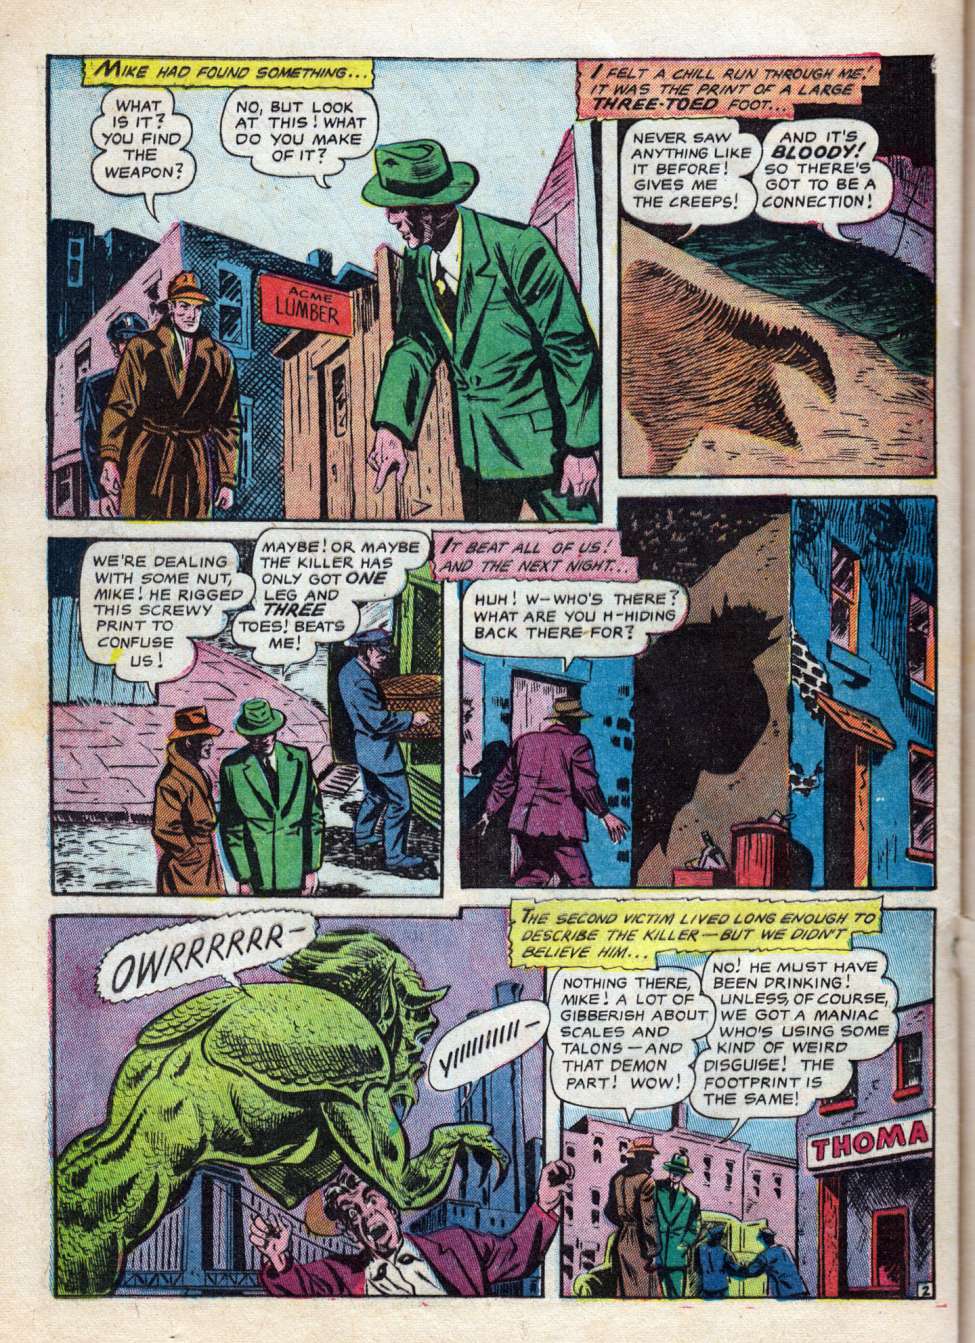 MIKE HAD FOUND SOMETHING...
WHAT
IS IT?
YOU FIND
THE
WEAPON?
NO, BUT LOOK
AT THIS! WHAT
DO YOU MAKE
OF IT?
ACME
LUMBER
I FELT A CHILL RUN THROUGH ME!
IT WAS THE PRINT OF A LARGE
THREE-TOED FOOT...
NEVER SAW
ANYTHING LIKE
IT BEFORE!
GIVES ME
THE CREEPS!
AND IT'S
BLOODY!
SO THERE'S
GOT TO BE A
CONNECTION!
WE'RE DEALING
WITH SOME NUT,
MIKE! HE RIGGED
THIS SCREWY
PRINT TO
CONFUSE
US!
MAYBE! OR MAYBE
THE KILLER HAS
ONLY GOT ONE
LEG AND
THREE
TOES! BEATS
ME!
IT BEAT ALL OF US!
AND THE NEXT NIGHT...
HUH! W-WHO'S THERE?
WHAT ARE YOU H-HIDING
BACK THERE FOR?
OWRRRRRR-
YIIIIIIIII-
THE SECOND VICTIM LIVED LONG ENOUGH TO
DESCRIBE THE KILLER-BUT WE DIDN'T
BELIEVE HIM...
NOTHING THERE,
MIKE! A LOT OF
GIBBERISH ABOUT
SCALES AND
TALONS-AND
THAT DEMON
PART! WOW!
NO! HE MUST HAVE
BEEN DRINKING!
UNLESS, OF COURSE,
WE GOT A MANIAC
WHO'S USING SOME
KIND OF WEIRD
DISGUISE! THE
FOOTPRINT IS
THE SAME!
THOMA
2